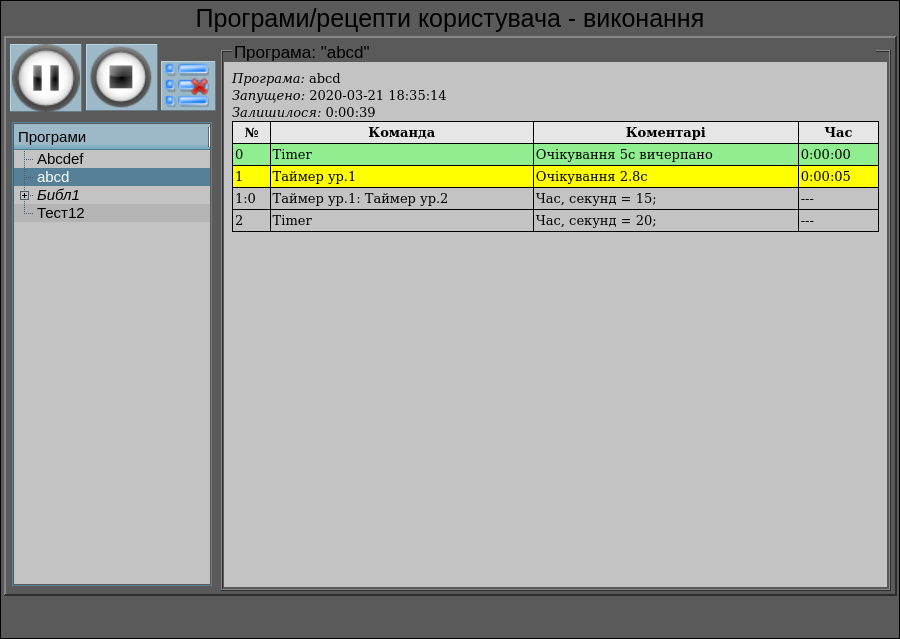 Програми/рецепти користувача - виконання
Програми
Abcdef
abcd
Библ1
Тест12
Програма: "abcd"
Програма: abcd
Запущено: 2020-03-21 18:35:14
Залишилося: 0:00:39
№ Команда Коментарі Час
0 Timer Очікування 5с вичерпано 0:00:00
1 Таймер ур.1 Очікування 2.8с 0:00:05
1:0 Таймер ур.1: Таймер ур.2 Час, секунд = 15; ---
2 Timer Час, секунд = 20; ---